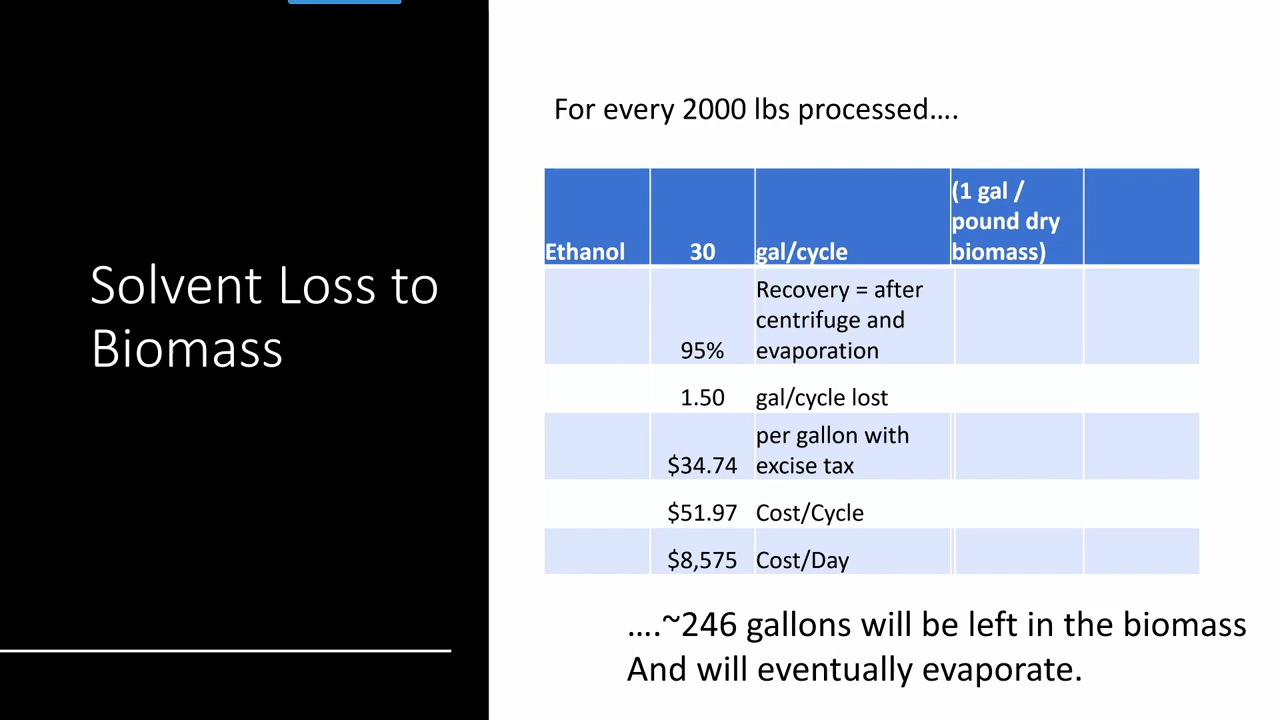 Solvent Loss to
Biomass
For every 2000 lbs processed….
Ethanol 30 gal/cycle (1 gal /
pound dry
biomass)
Recovery = after
centrifuge and
95% evaporation
1.50 gal/cycle lost
per gallon with
$34.74 excise tax
$51.97 Cost/Cycle
$8,575 Cost/Day
….~246 gallons will be left in the biomass
And will eventually evaporate.